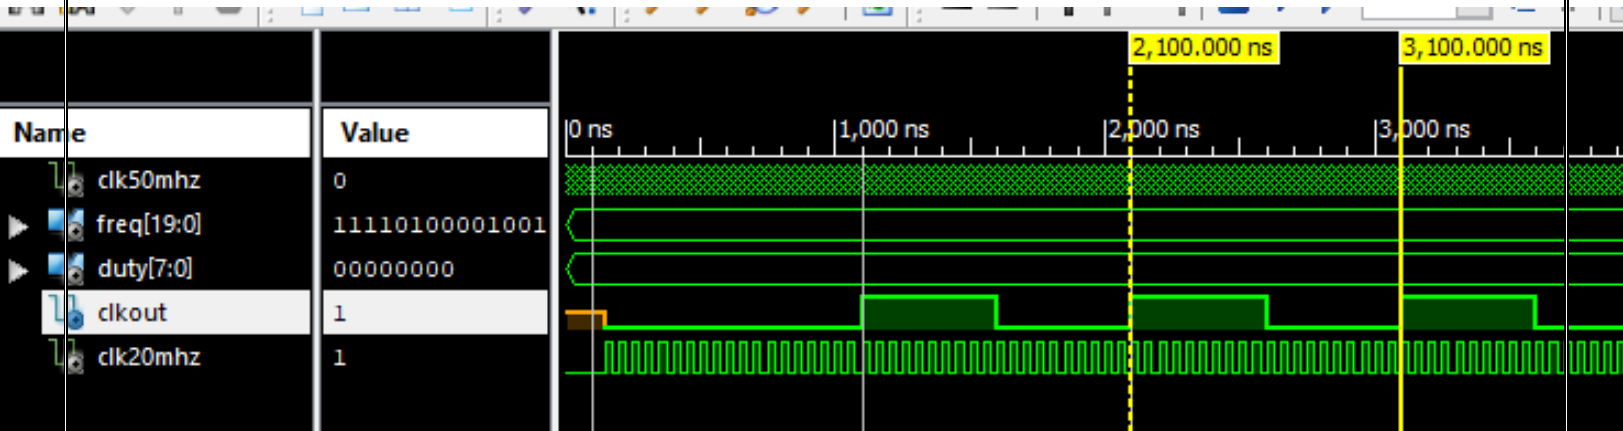 2,100.000 ns 3,100.000 ns
Name Value 0 ns 1,000 ns 2,000 ns 3,000 ns
clk50mhz 0
freq[19:0] 11110100001001
duty[7:0] 00000000
clkout 1
clk20mhz 1